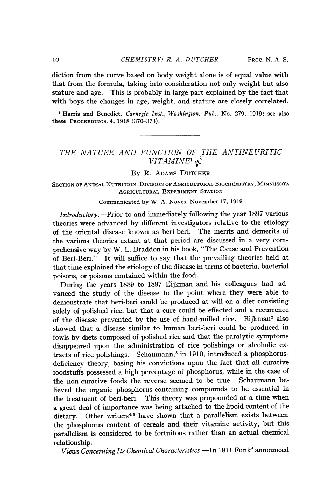 10 CHEMISTRY: R. A. DUTCHER PROC. N. A. S.
diction from the curve based on body weight alone is of equal value with
that from the formula, taking into consideration not only weight but also
stature and age. This is probably in large part explained by the fact that
with boys the changes in age, weight, and stature are closely correlated.
¹ Harris and Benedict, Carnegie Inst., Washington, Pub., No. 279, 1919; see also
these PROCEEDINGS, 4, 1918 (370-373).
THE NATURE AND FUNCTION OF THE ANTINEURITIC
VITAMINE¹
BY R. ADAMS DUTCHER
SECTION OF ANIMAL NUTRITION, DIVISION OF AGRICULTURAL BIOCHEMISTRY, MINNESOTA
AGRICULTURAL EXPERIMENT STATION
Communicated by W. A. Noyes, November 17, 1919
Introductory.—Prior to and immediately following the year 1897 various
theories were advanced by different investigators relative to the etiology
of the oriental disease known as beri-beri. The merits and demerits of
the various theories extant at that period are discussed in a very com-
prehensive way by W. L. Braddon in his book, "The Cause and Prevention
of Beri-Beri." It will suffice to say that the prevailing theories held at
that time explained the etiology of the disease in terms of bacteria, bacterial
poisons, or poisons contained within the food.
During the years 1889 to 1897 Eijkman and his colleagues had ad-
vanced the study of the disease to the point where they were able to
demonstrate that beri-beri could be produced at will on a diet consisting
solely of polished rice but that a cure could be effected and a recurrence
of the disease prevented by the use of hand-milled rice. Eijkman also
showed that a disease similar to human beri-beri could be produced in
fowls by diets composed of polished rice and that the paralytic symptoms
disappeared upon the administration of rice polishings or alcoholic ex-
tracts of rice polishings. Schaumann, in 1910, introduced a phosphorus-
deficiency theory, basing his convictions upon the fact that all curative
foodstuffs possessed a high percentage of phosphorus, while in the case of
the non-curative foods the reverse seemed to be true. Schaumann be-
lieved the organic phosphorus-containing compounds to be essential in
the treatment of beri-beri. This theory was propounded at a time when
a great deal of importance was being attached to the lipoid content of the
dietary. Other writers have shown that a parallelism exists between
the phosphorus content of cereals and their vitamine activity, but this
parallelism is considered to be fortuitous rather than an actual chemical
relationship.
Views Concerning Its Chemical Characteristics.—In 1911 Funk announced